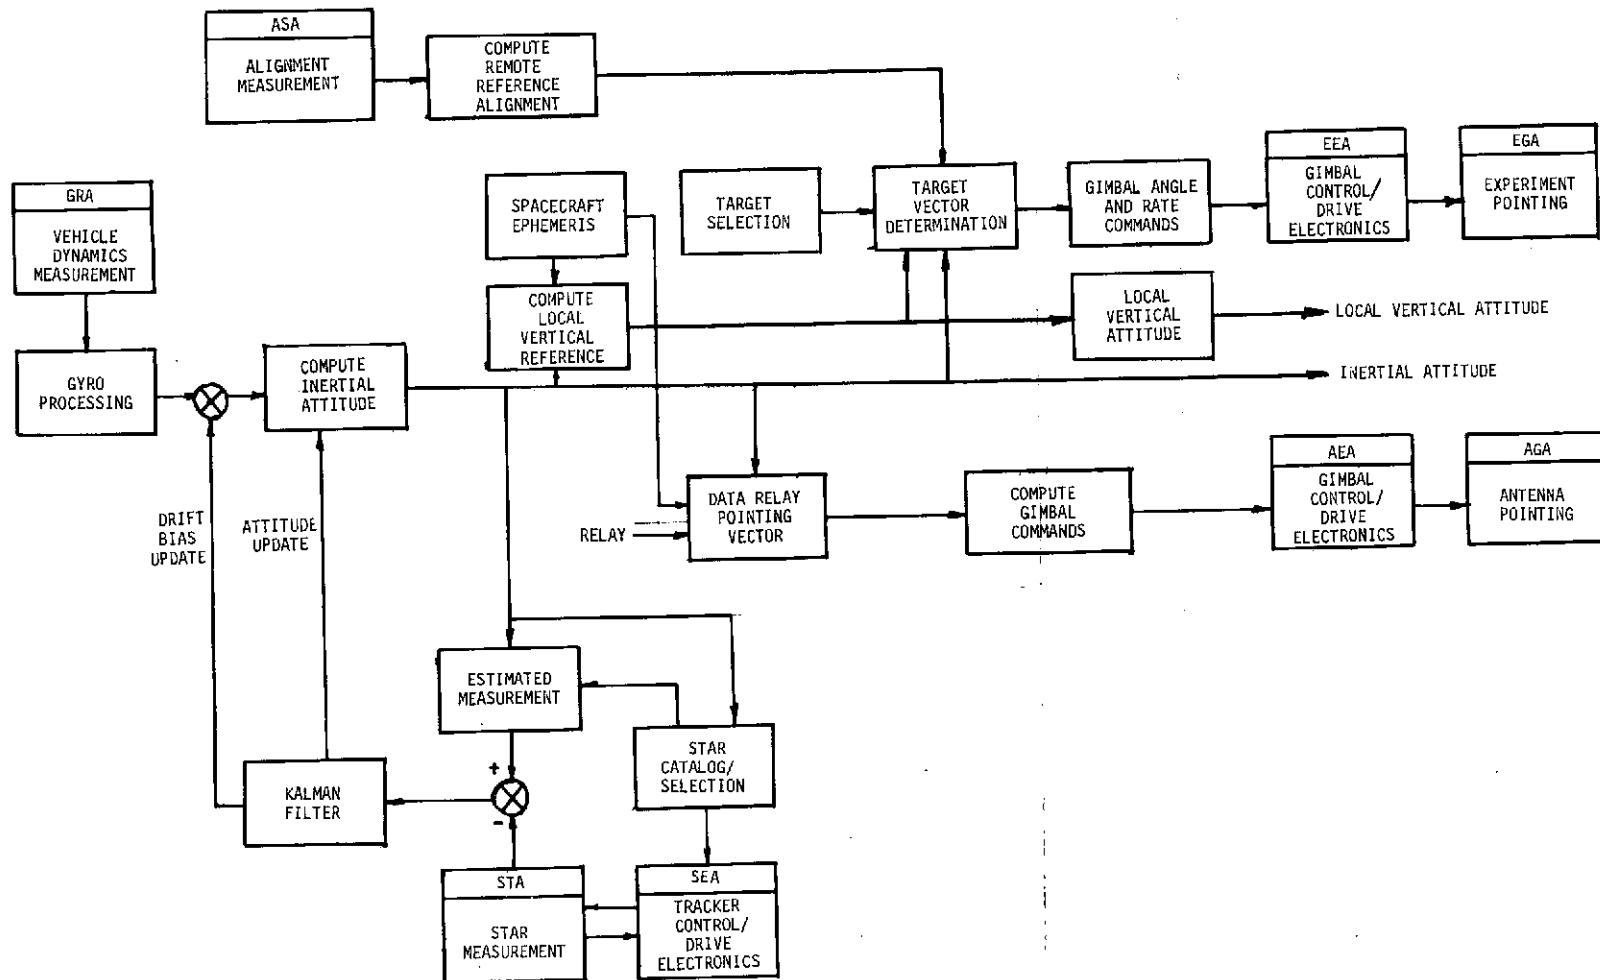 ASA
ALIGNMENT
MEASUREMENT
COMPUTE
REMOTE
REFERENCE
ALIGNMENT
GRA
VEHICLE
DYNAMICS
MEASUREMENT
SPACECRAFT
EPHEMERIS
TARGET
SELECTION
TARGET
VECTOR
DETERMINATION
GIMBAL ANGLE
AND RATE
COMMANDS
EEA
GIMBAL
CONTROL/
DRIVE
ELECTRONICS
EGA
EXPERIMENT
POINTING
COMPUTE
LOCAL
VERTICAL
REFERENCE
LOCAL
VERTICAL
ATTITUDE
LOCAL VERTICAL ATTITUDE
GYRO
PROCESSING
COMPUTE
INERTIAL
ATTITUDE
INERTIAL ATTITUDE
DRIFT
BIAS
UPDATE
ATTITUDE
UPDATE
RELAY
DATA RELAY
POINTING
VECTOR
COMPUTE
GIMBAL
COMMANDS
AEA
GIMBAL
CONTROL/
DRIVE
ELECTRONICS
AGA
ANTENNA
POINTING
ESTIMATED
MEASUREMENT
STAR
CATALOG/
SELECTION
KALMAN
FILTER
+
-
STA
STAR
MEASUREMENT
SEA
TRACKER
CONTROL/
DRIVE
ELECTRONICS